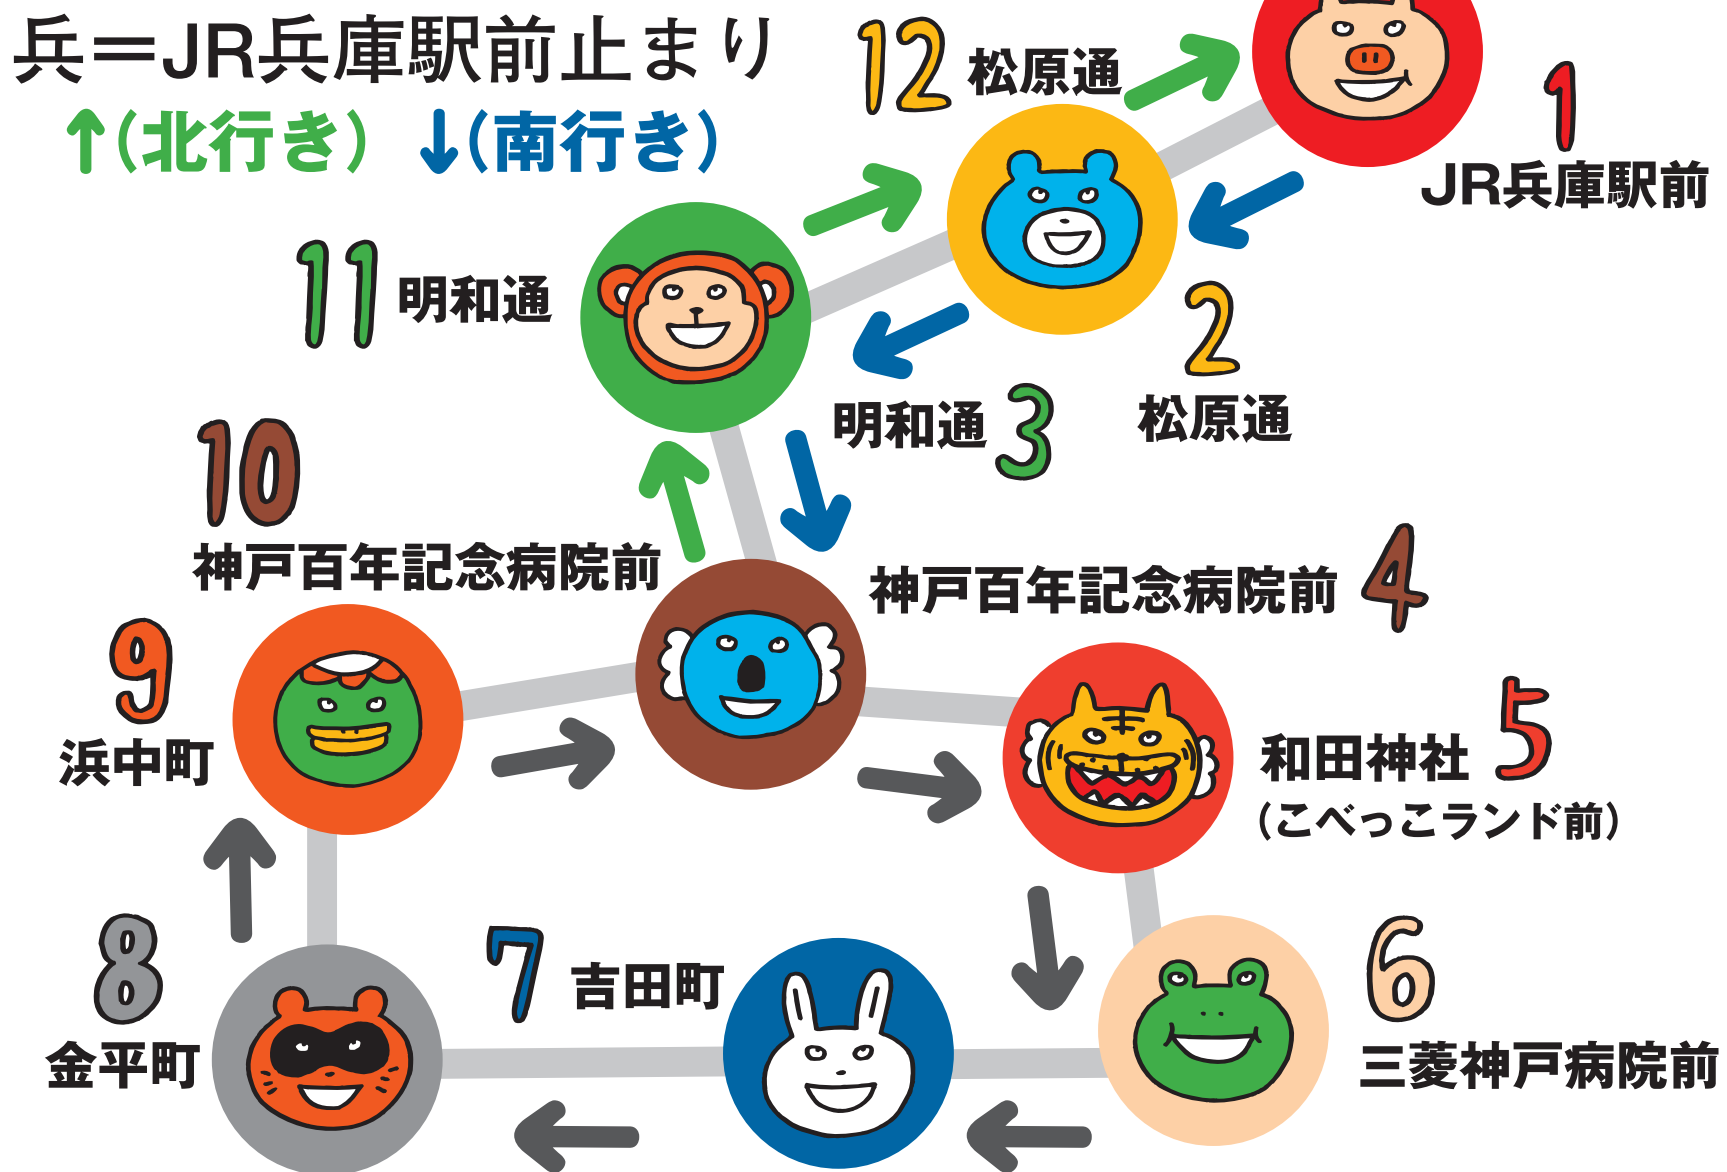 兵＝JR兵庫駅前止まり
↑(北行き) ↓(南行き)
12 松原通
1
JR兵庫駅前
11 明和通
2
松原通
明和通 3
10
神戸百年記念病院前
神戸百年記念病院前 4
9
浜中町
和田神社 5
(こべっこランド前)
8
金平町
7 吉田町
6
三菱神戸病院前